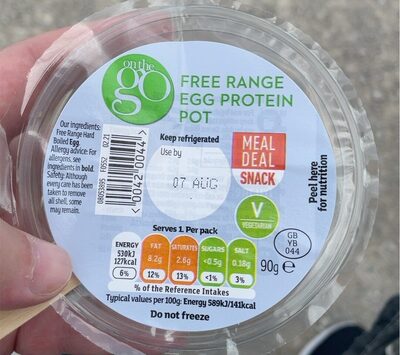 on the
go
FREE RANGE
EGG PROTEIN
POT
Our ingredients:
Free Range Hard
Boiled Egg.
Allergy advice: For
allergens, see
ingredients in bold.
Safety: Although
every care has been
taken to remove
all shell, some
may remain.
0021
F0552
(00420044)
Keep refrigerated
Use by
07 AUG
MEAL
DEAL
SNACK
V
VEGETARIAN
Peel here
for nutrition
GB
YB
044
Serves 1. Per pack
ENERGY
530kJ
127kcal
6%
FAT
8.2g
12%
SATURATES
2.6g
13%
SUGARS
<0.5g
<1%
SALT
0.18g
3%
90g e
% of the Reference Intakes
Typical values per 100g: Energy 589kJ/141kcal
Do not freeze